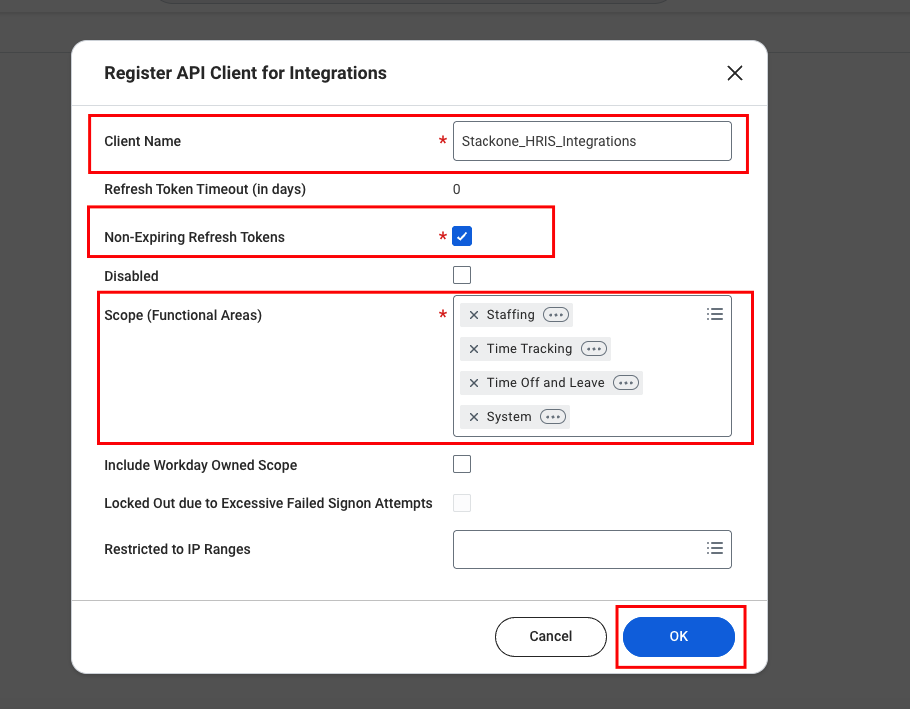 Register API Client for Integrations
Client Name * Stackone_HRIS_Integrations
Refresh Token Timeout (in days) 0
Non-Expiring Refresh Tokens *
Disabled
Scope (Functional Areas) * Staffing
Time Tracking
Time Off and Leave
System
Include Workday Owned Scope
Locked Out due to Excessive Failed Signon Attempts
Restricted to IP Ranges
Cancel OK